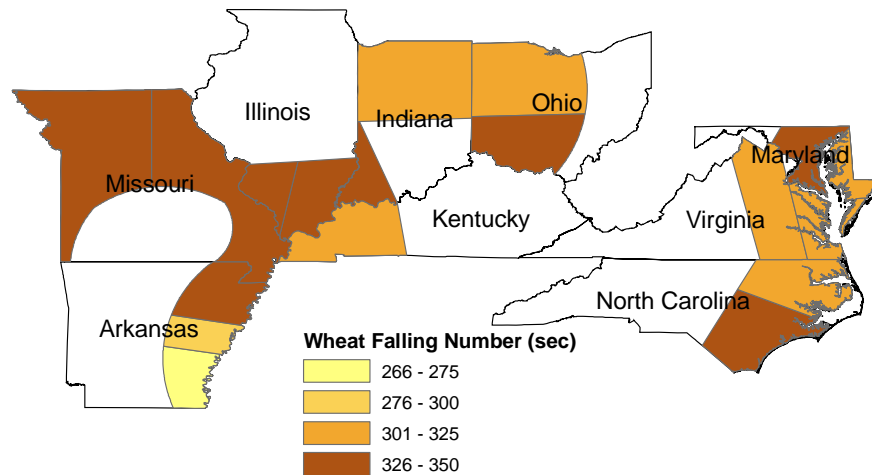 Illinois
Indiana
Ohio
Maryland
Missouri
Kentucky
Virginia
North Carolina
Arkansas
Wheat Falling Number (sec)
266 - 275
276 - 300
301 - 325
326 - 350